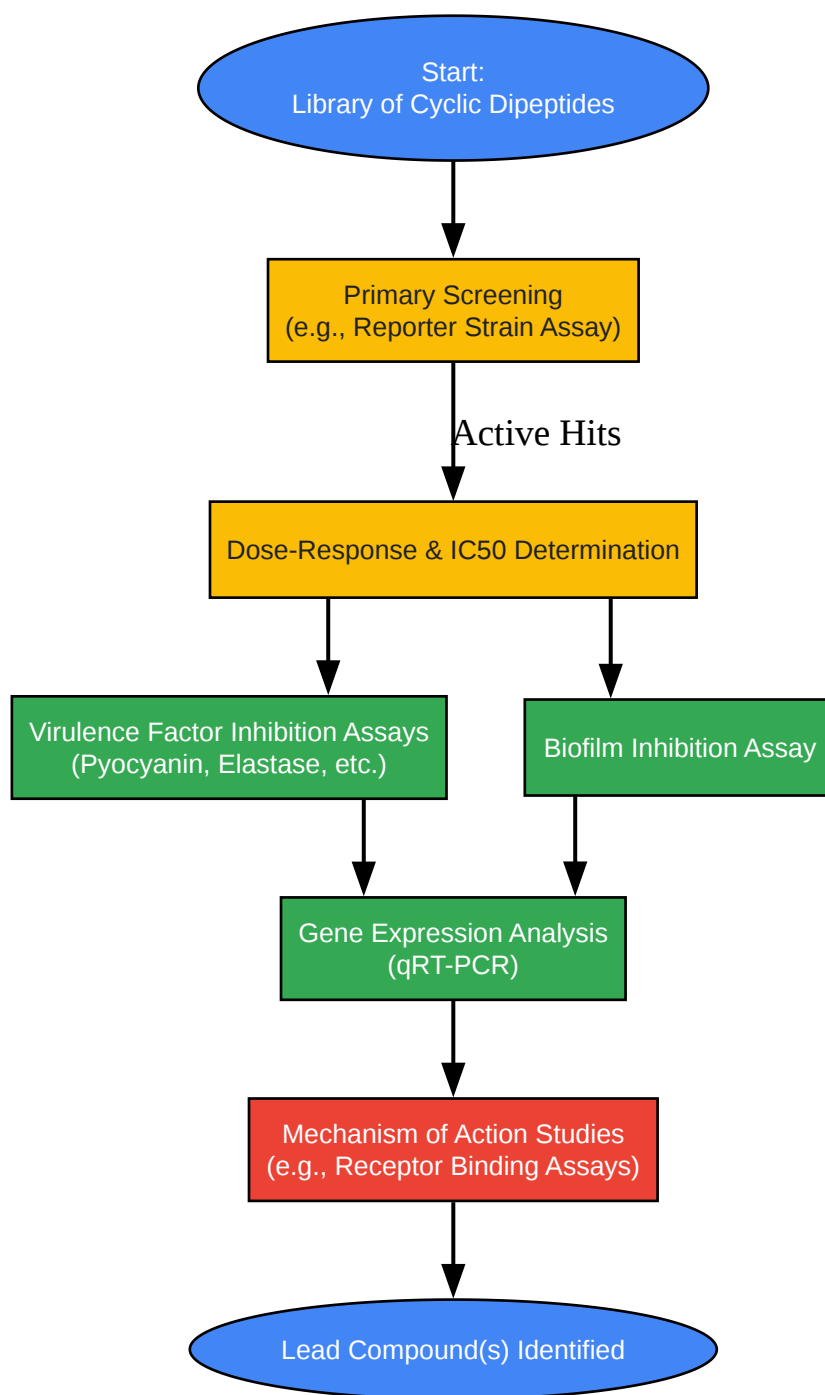 Start:
Library of Cyclic Dipeptides
Primary Screening
(e.g., Reporter Strain Assay)
Active Hits
Dose-Response & IC50 Determination
Virulence Factor Inhibition Assays
(Pyocyanin, Elastase, etc.)
Biofilm Inhibition Assay
Gene Expression Analysis
(qRT-PCR)
Mechanism of Action Studies
(e.g., Receptor Binding Assays)
Lead Compound(s) Identified